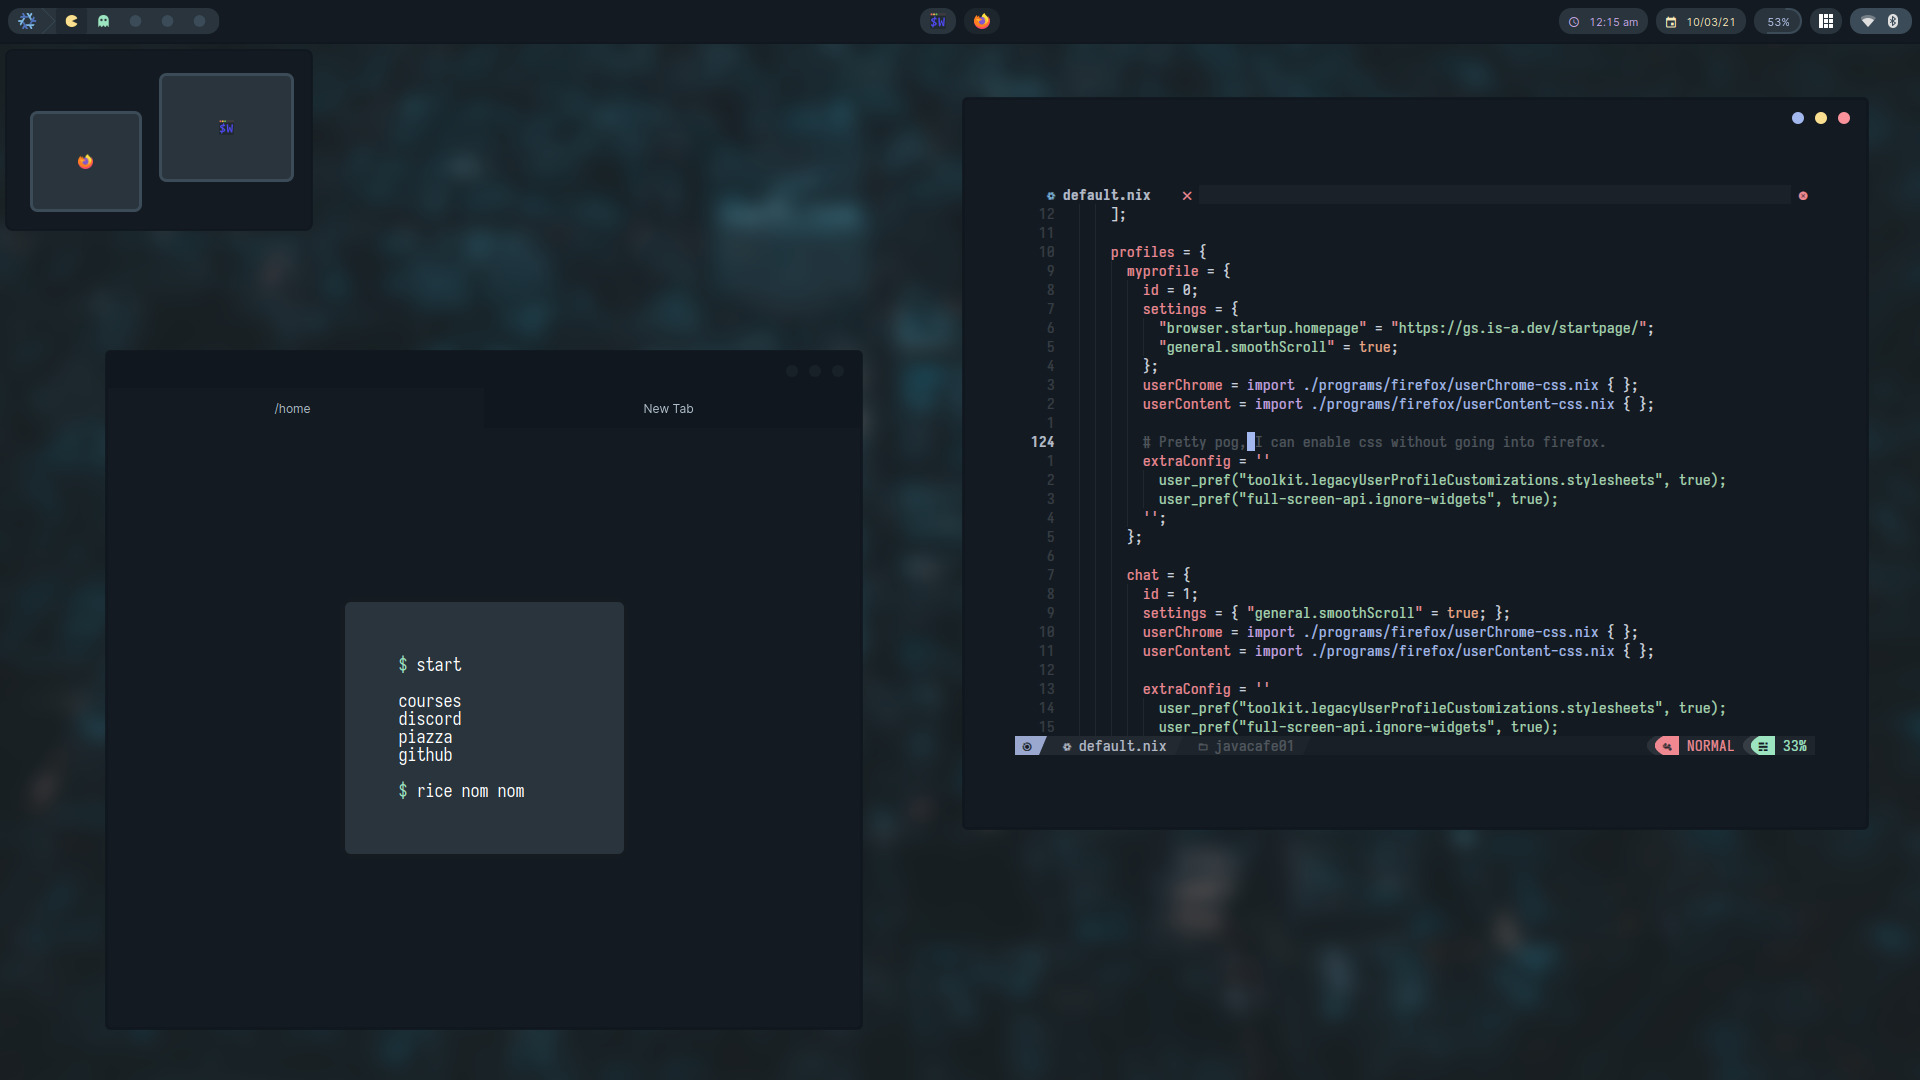 $W
12:15 am
10/03/21
53%
$W
/home
New Tab
$ start
courses
discord
piazza
github
$ rice nom nom
default.nix
12 ];
11
10 profiles = {
9 myprofile = {
8 id = 0;
7 settings = {
6 "browser.startup.homepage" = "https://gs.is-a.dev/startpage/";
5 "general.smoothScroll" = true;
4 };
3 userChrome = import ./programs/firefox/userChrome-css.nix { };
2 userContent = import ./programs/firefox/userContent-css.nix { };
1
124 # Pretty pog, I can enable css without going into firefox.
1 extraConfig = ''
2 user_pref("toolkit.legacyUserProfileCustomizations.stylesheets", true);
3 user_pref("full-screen-api.ignore-widgets", true);
4 '';
5 };
6
7 chat = {
8 id = 1;
9 settings = { "general.smoothScroll" = true; };
10 userChrome = import ./programs/firefox/userChrome-css.nix { };
11 userContent = import ./programs/firefox/userContent-css.nix { };
12
13 extraConfig = ''
14 user_pref("toolkit.legacyUserProfileCustomizations.stylesheets", true);
15 user_pref("full-screen-api.ignore-widgets", true);
default.nix javacafe01 NORMAL 33%